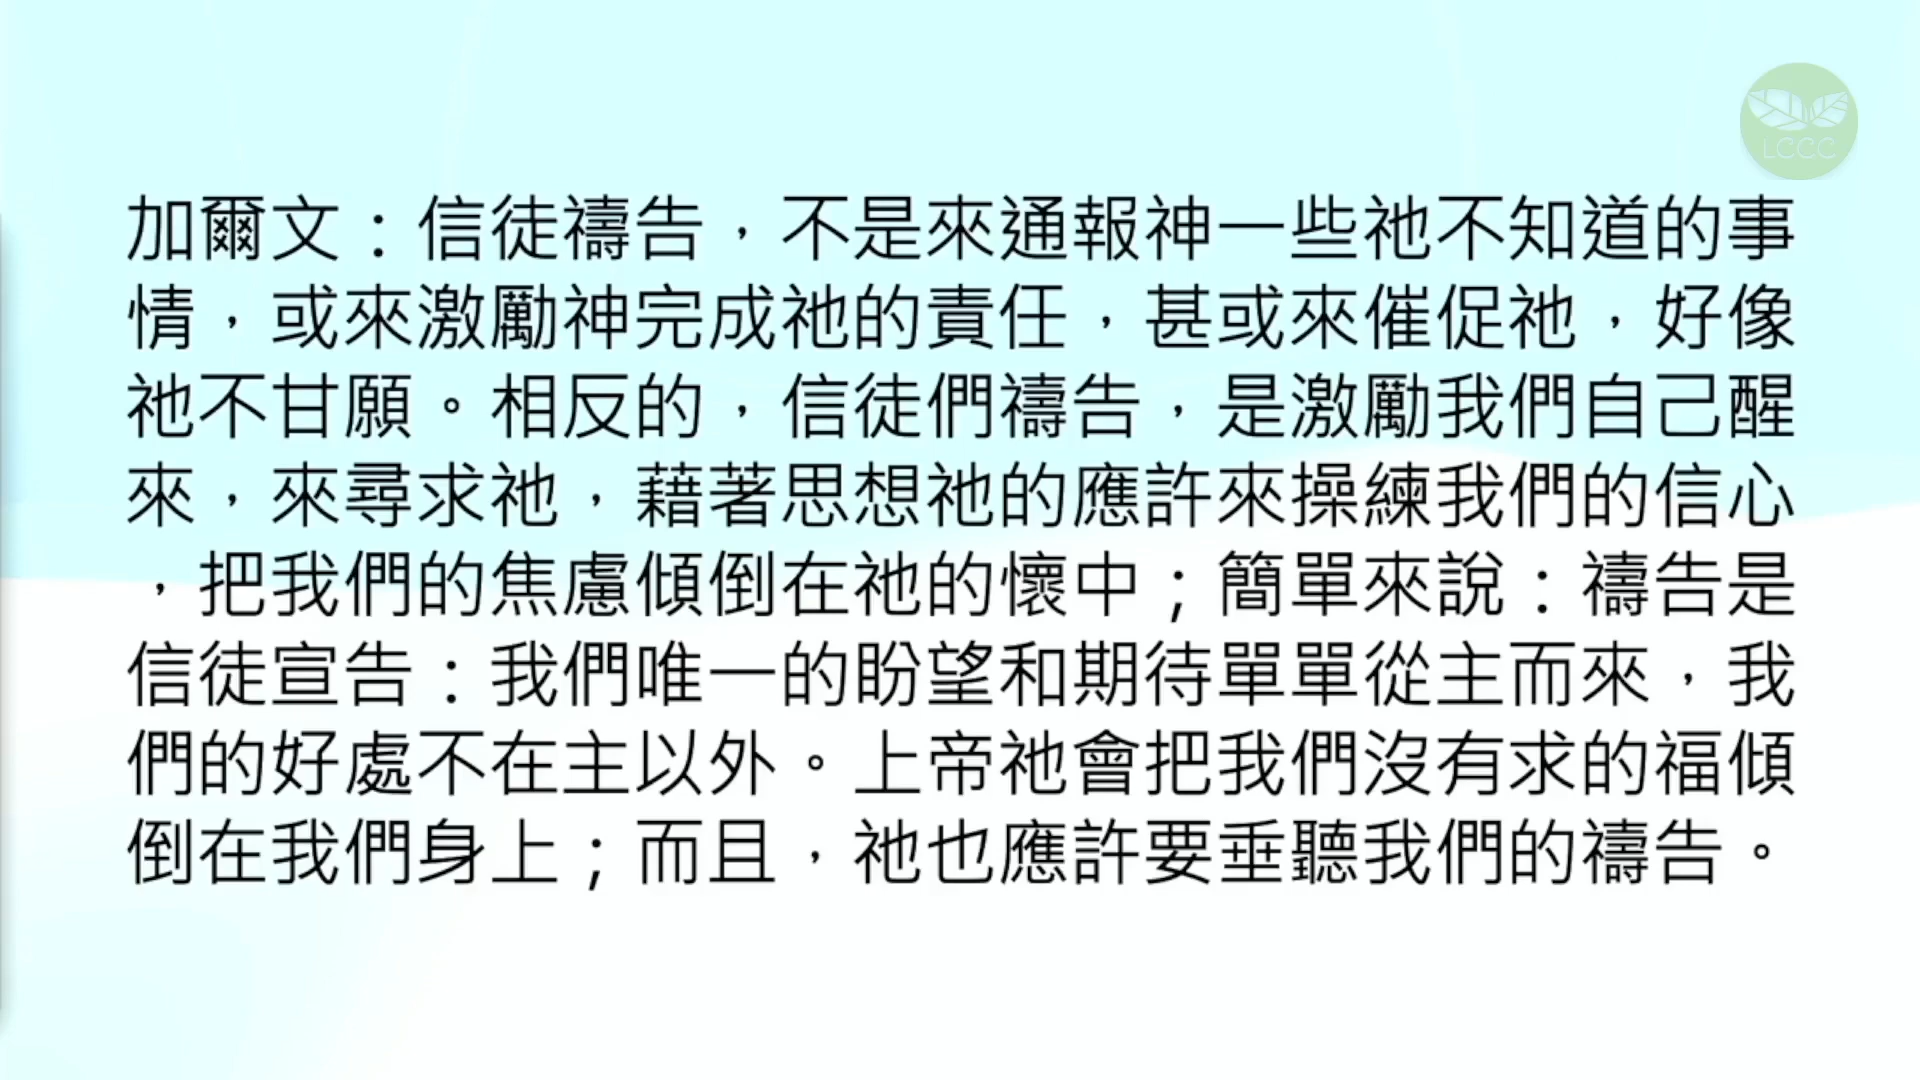 LCCC
加爾文：信徒禱告，不是來通報神一些祂不知道的事
情，或來激勵神完成祂的責任，甚或來催促祂，好像
祂不甘願。相反的，信徒們禱告，是激勵我們自己醒
來，來尋求祂，藉著思想祂的應許來操練我們的信心
，把我們的焦慮傾倒在祂的懷中；簡單來說：禱告是
信徒宣告：我們唯一的盼望和期待單單從主而來，我
們的好處不在主以外。上帝祂會把我們沒有求的福傾
倒在我們身上；而且，祂也應許要垂聽我們的禱告。